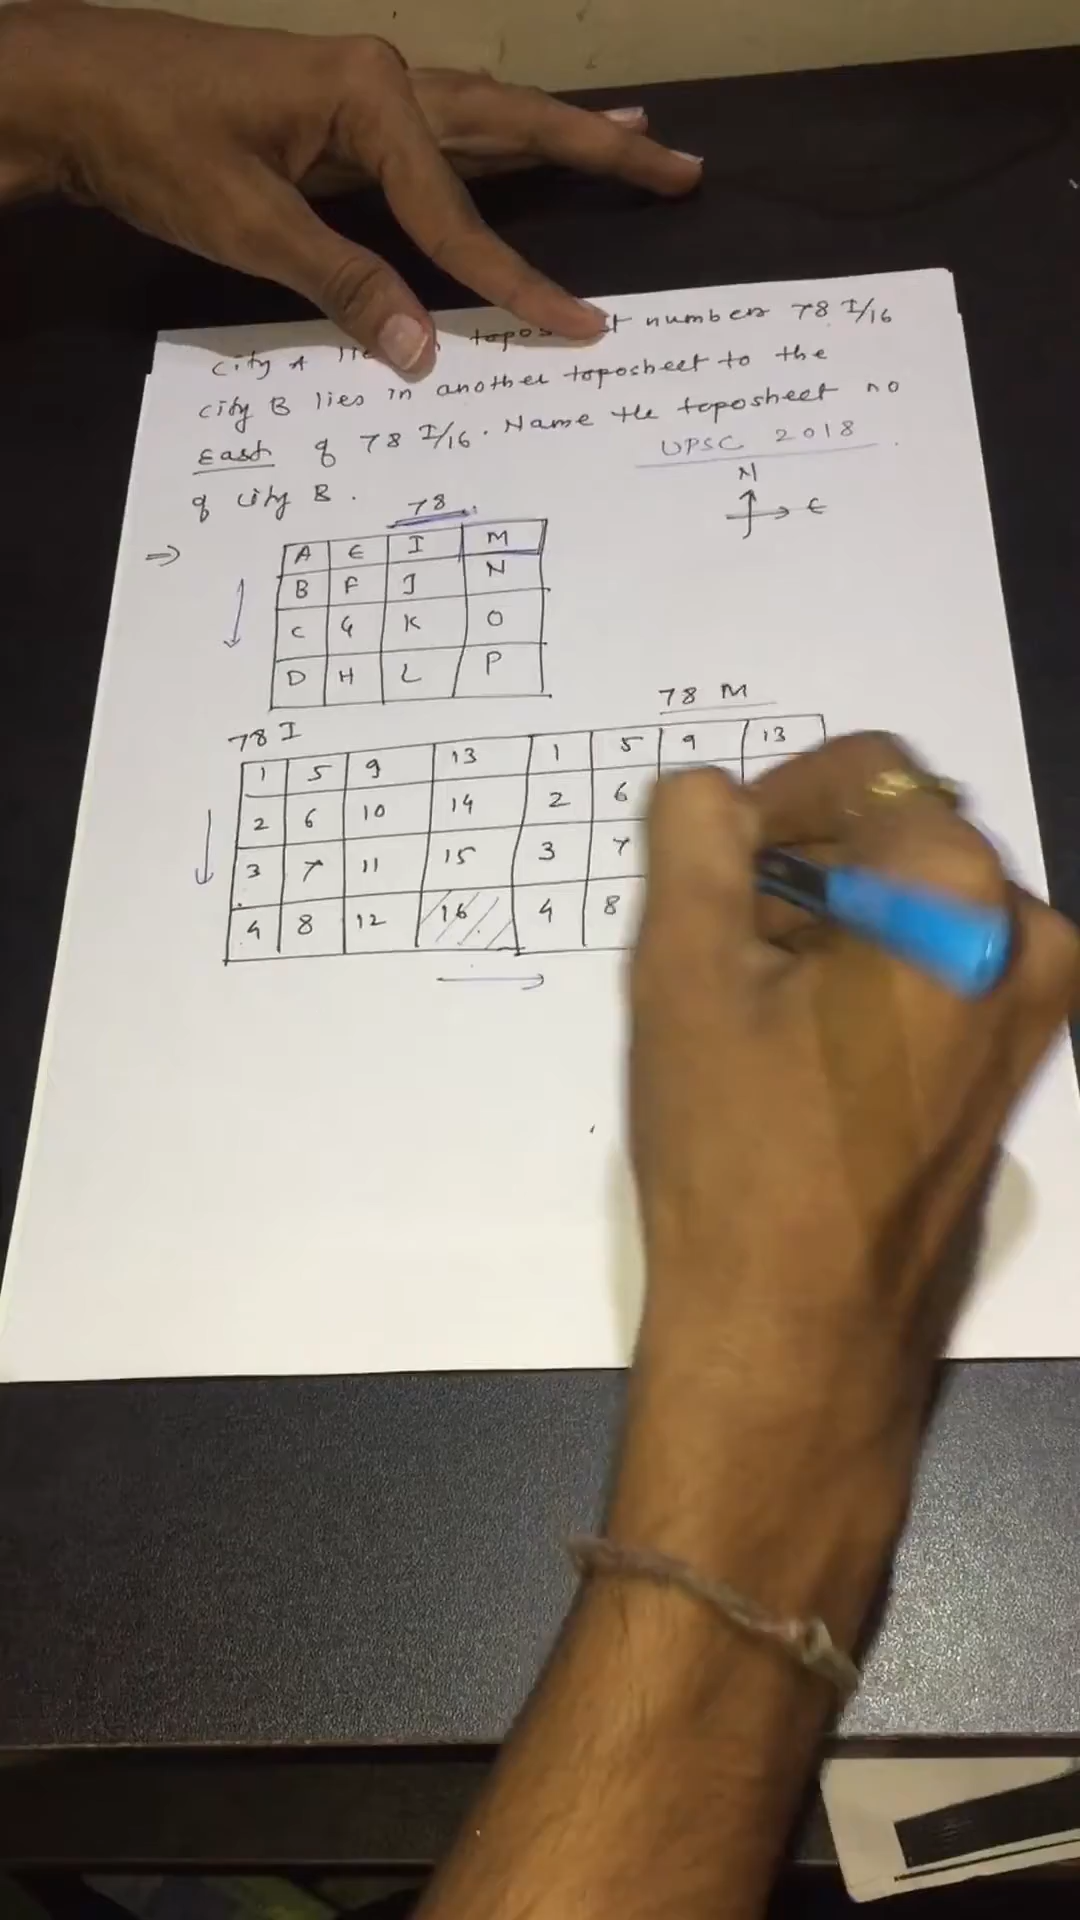 City A lie toposheet number 78 I/16
City B lies in another toposheet to the
East of 78 I/16. Name the toposheet no
of city B.
UPSC 2018
N
E
⇒
78
A E I M
B F J N
C G K O
D H L P
78 I
78 M
1 5 9 13 1 5 9 13
2 6 10 14 2 6
3 7 11 15 3 7
4 8 12 16 4 8